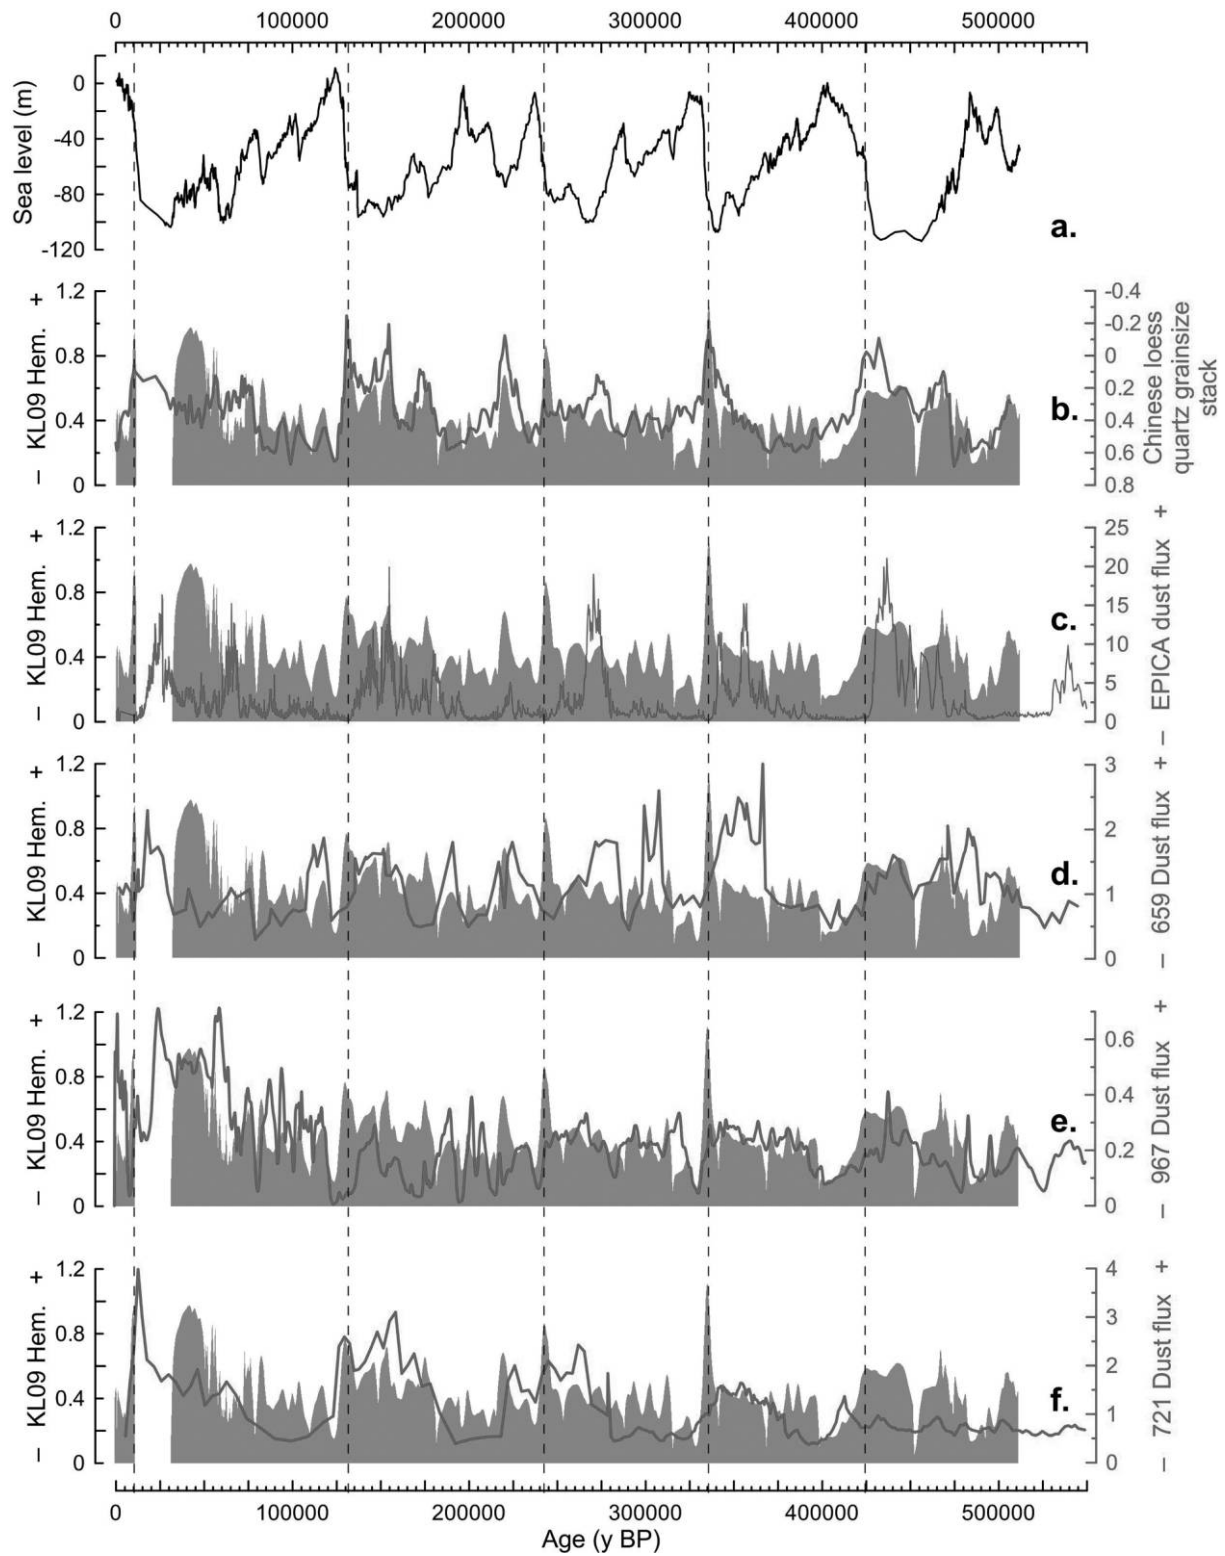 0 100000 200000 300000 400000 500000
Sea level (m)
0
-40
-80
-120
a.
– KL09 Hem. +
1.2
0.8
0.4
0
b.
-0.4
-0.2
0
0.2
0.4
0.6
0.8
Chinese loess
quartz grainsize
stack
– KL09 Hem. +
1.2
0.8
0.4
0
c.
25
20
15
10
5
0
– EPICA dust flux +
– KL09 Hem. +
1.2
0.8
0.4
0
d.
3
2
1
0
– 659 Dust flux +
– KL09 Hem. +
1.2
0.8
0.4
0
e.
0.6
0.4
0.2
0
– 967 Dust flux +
– KL09 Hem. +
1.2
0.8
0.4
0
f.
4
3
2
1
0
– 721 Dust flux +
0 100000 200000 300000 400000 500000
Age (y BP)